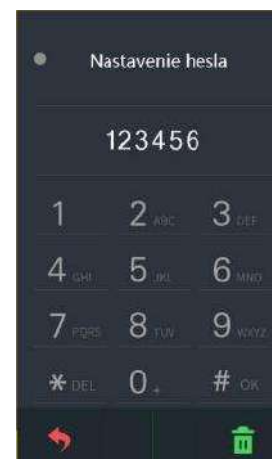 Nastavenie hesla
123456
1 2 ABC 3 DEF
4 GHI 5 JKL 6 MNO
7 PQRS 8 TUV 9 WXYZ
* DEL 0 + # OK